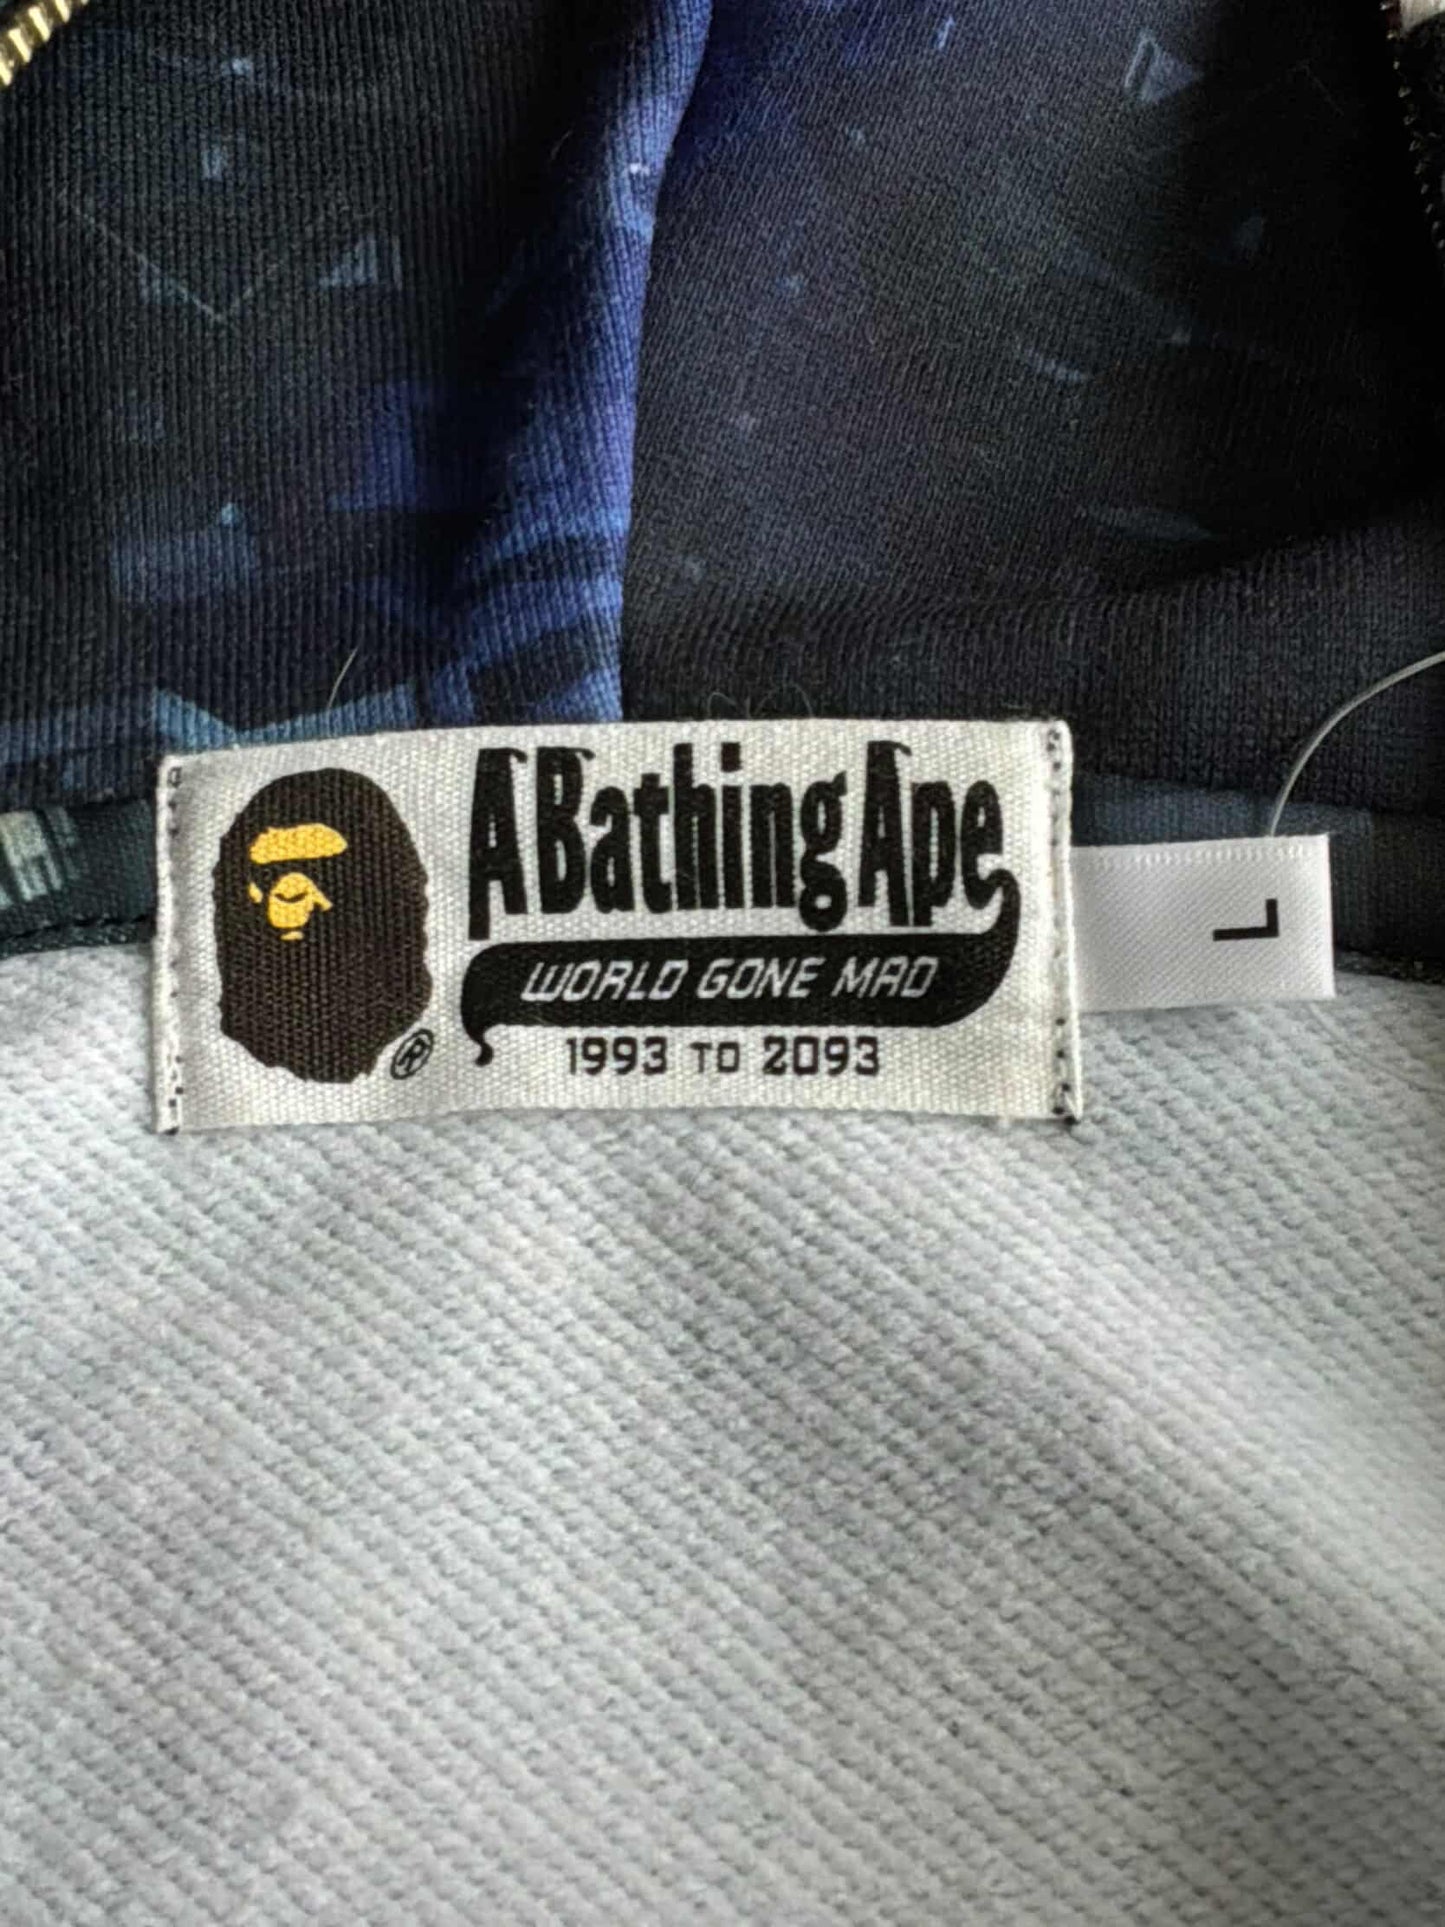 A Bathing Ape
WORLD GONE MAD
1993 TO 2093
®
L